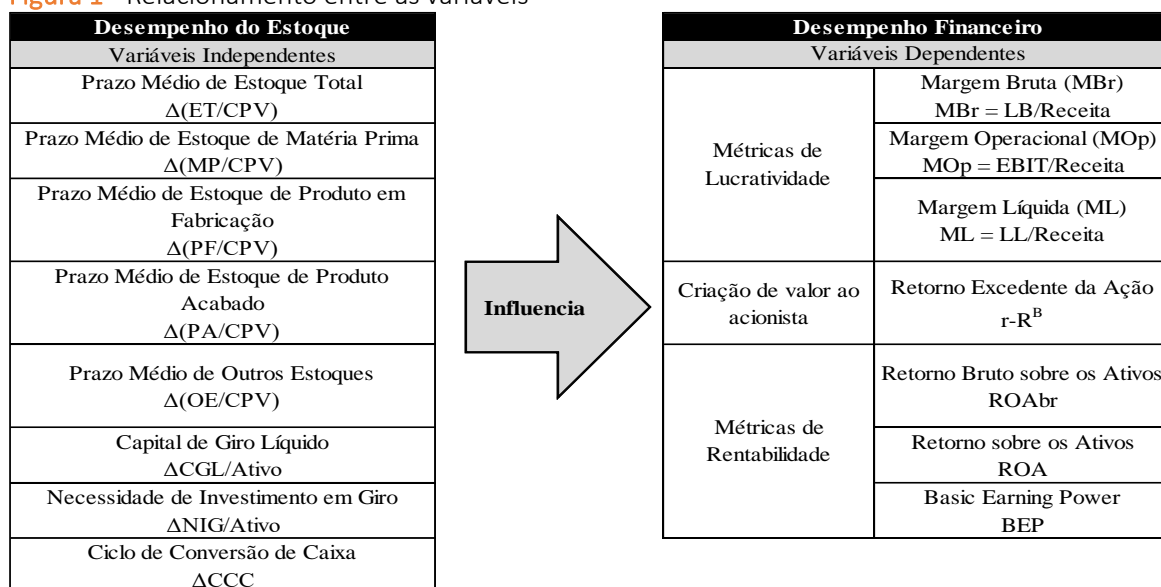 Figura 1 - Relacionamento entre as variáveis
Desempenho do Estoque
Variáveis Independentes
Prazo Médio de Estoque Total
Δ(ET/CPV)
Prazo Médio de Estoque de Matéria Prima
Δ(MP/CPV)
Prazo Médio de Estoque de Produto em
Fabricação
Δ(PF/CPV)
Prazo Médio de Estoque de Produto
Acabado
Δ(PA/CPV)
Prazo Médio de Outros Estoques
Δ(OE/CPV)
Capital de Giro Líquido
ΔCGL/Ativo
Necessidade de Investimento em Giro
ΔNIG/Ativo
Ciclo de Conversão de Caixa
ΔCCC
Influencia
Desempenho Financeiro
Variáveis Dependentes
Métricas de
Lucratividade
Margem Bruta (MBr)
MBr = LB/Receita
Margem Operacional (MOp)
MOp = EBIT/Receita
Margem Líquida (ML)
ML = LL/Receita
Criação de valor ao
acionista
Retorno Excedente da Ação
r-R^B
Métricas de
Rentabilidade
Retorno Bruto sobre os Ativos
ROAbr
Retorno sobre os Ativos
ROA
Basic Earning Power
BEP